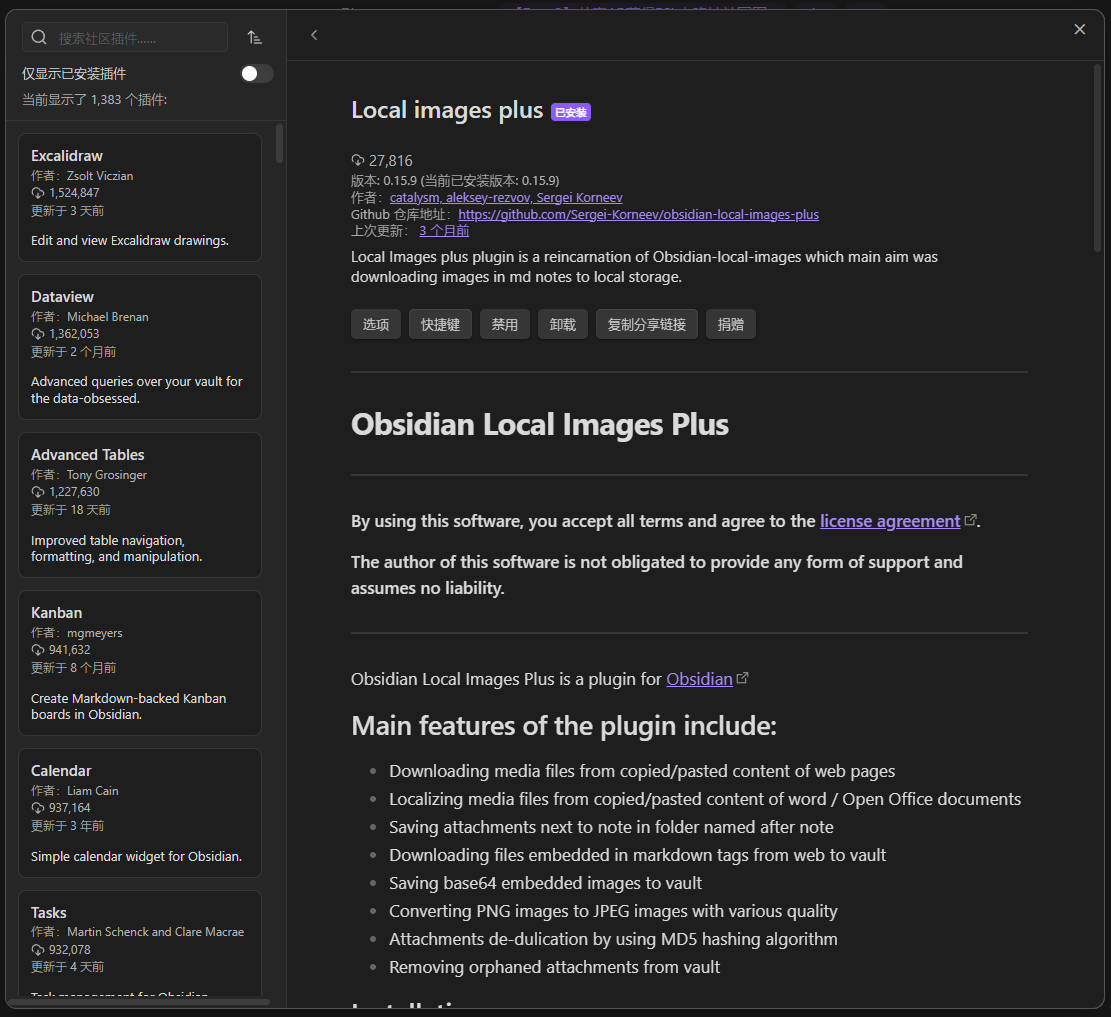 搜索社区插件......
仅显示已安装插件
当前显示了 1,383 个插件:
Excalidraw
作者：Zsolt Viczian
1,524,847
更新于 3 天前
Edit and view Excalidraw drawings.
Dataview
作者：Michael Brenan
1,362,053
更新于 2 个月前
Advanced queries over your vault for
the data-obsessed.
Advanced Tables
作者：Tony Grosinger
1,227,630
更新于 18 天前
Improved table navigation,
formatting, and manipulation.
Kanban
作者：mgmeyers
941,632
更新于 8 个月前
Create Markdown-backed Kanban
boards in Obsidian.
Calendar
作者：Liam Cain
937,164
更新于 3 年前
Simple calendar widget for Obsidian.
Tasks
作者：Martin Schenck and Clare Macrae
932,078
更新于 4 天前
Task management for Obsidian
Local images plus 已安装
27,816
版本: 0.15.9 (当前已安装版本: 0.15.9)
作者：catalysm, aleksey-rezvov, Sergei Korneev
Github 仓库地址：https://github.com/Sergei-Korneev/obsidian-local-images-plus
上次更新：3 个月前
Local Images plus plugin is a reincarnation of Obsidian-local-images which main aim was
downloading images in md notes to local storage.
选项 快捷键 禁用 卸载 复制分享链接 捐赠
Obsidian Local Images Plus
By using this software, you accept all terms and agree to the license agreement.
The author of this software is not obligated to provide any form of support and
assumes no liability.
Obsidian Local Images Plus is a plugin for Obsidian
Main features of the plugin include:
Downloading media files from copied/pasted content of web pages
Localizing media files from copied/pasted content of word / Open Office documents
Saving attachments next to note in folder named after note
Downloading files embedded in markdown tags from web to vault
Saving base64 embedded images to vault
Converting PNG images to JPEG images with various quality
Attachments de-dulication by using MD5 hashing algorithm
Removing orphaned attachments from vault